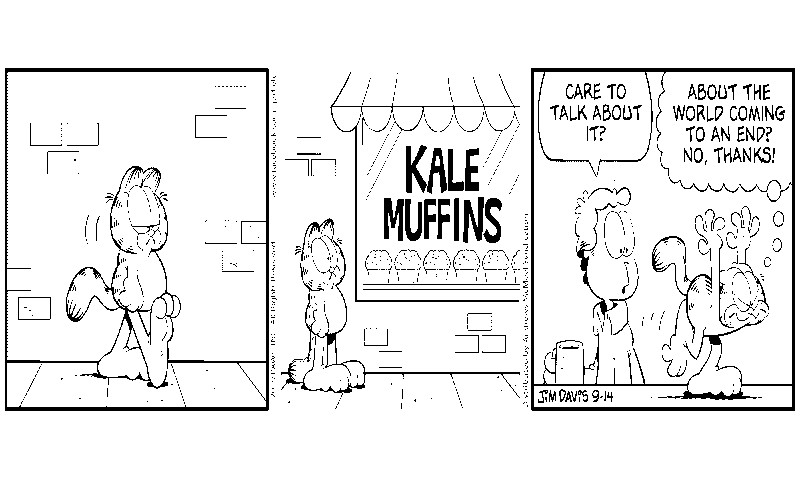 KALE
MUFFINS
CARE TO
TALK ABOUT
IT?
ABOUT THE
WORLD COMING
TO AN END?
NO, THANKS!
JIM DAVIS 9-14